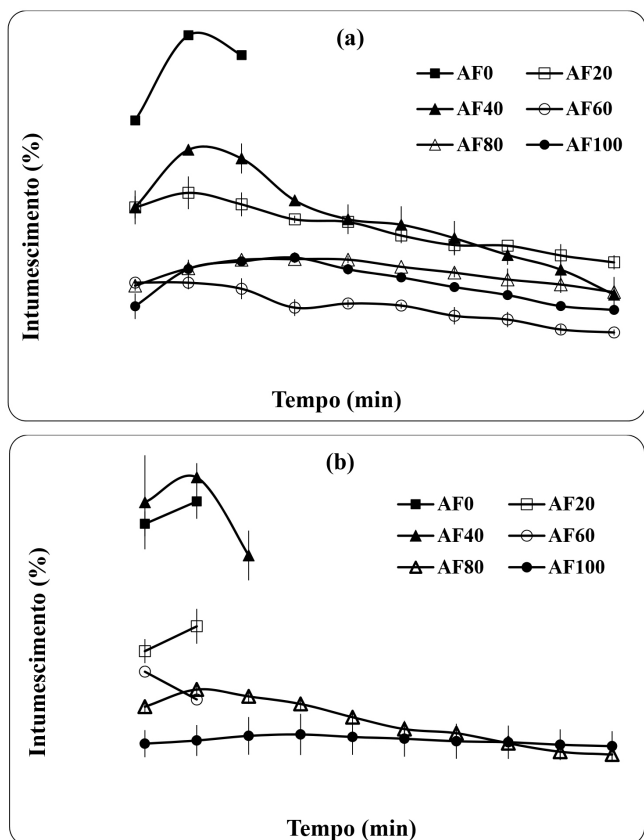 (a)
AF0 AF20
AF40 AF60
AF80 AF100
Intumescimento (%)
Tempo (min)
(b)
AF0 AF20
AF40 AF60
AF80 AF100
Intumescimento (%)
Tempo (min)